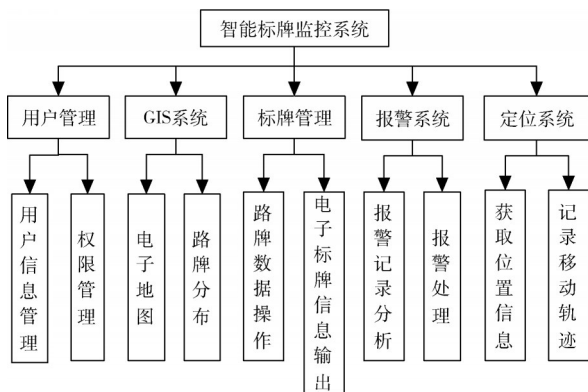 智能标牌监控系统
用户管理
GIS系统
标牌管理
报警系统
定位系统
用户信息管理
权限管理
电子地图
路牌分布
路牌数据操作
电子标牌信息输出
报警记录分析
报警处理
获取位置信息
记录移动轨迹